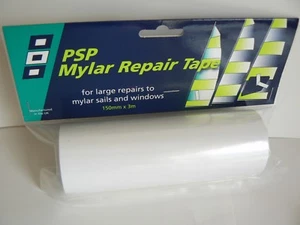 PSP
Mylar Repair Tape
for large repairs to
mylar sails and windows
150mm x 3m